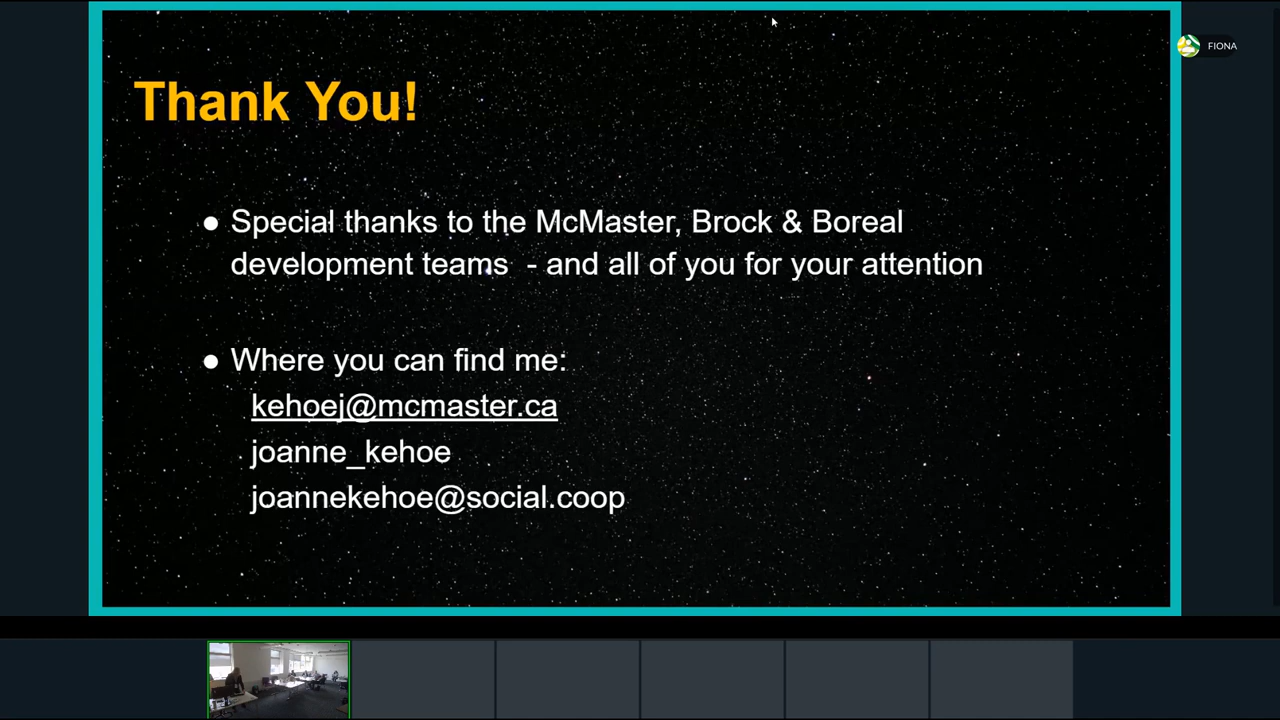 FIONA
Thank You!
● Special thanks to the McMaster, Brock & Boreal
development teams - and all of you for your attention
● Where you can find me:
kehoej@mcmaster.ca
joanne_kehoe
joannekehoe@social.coop